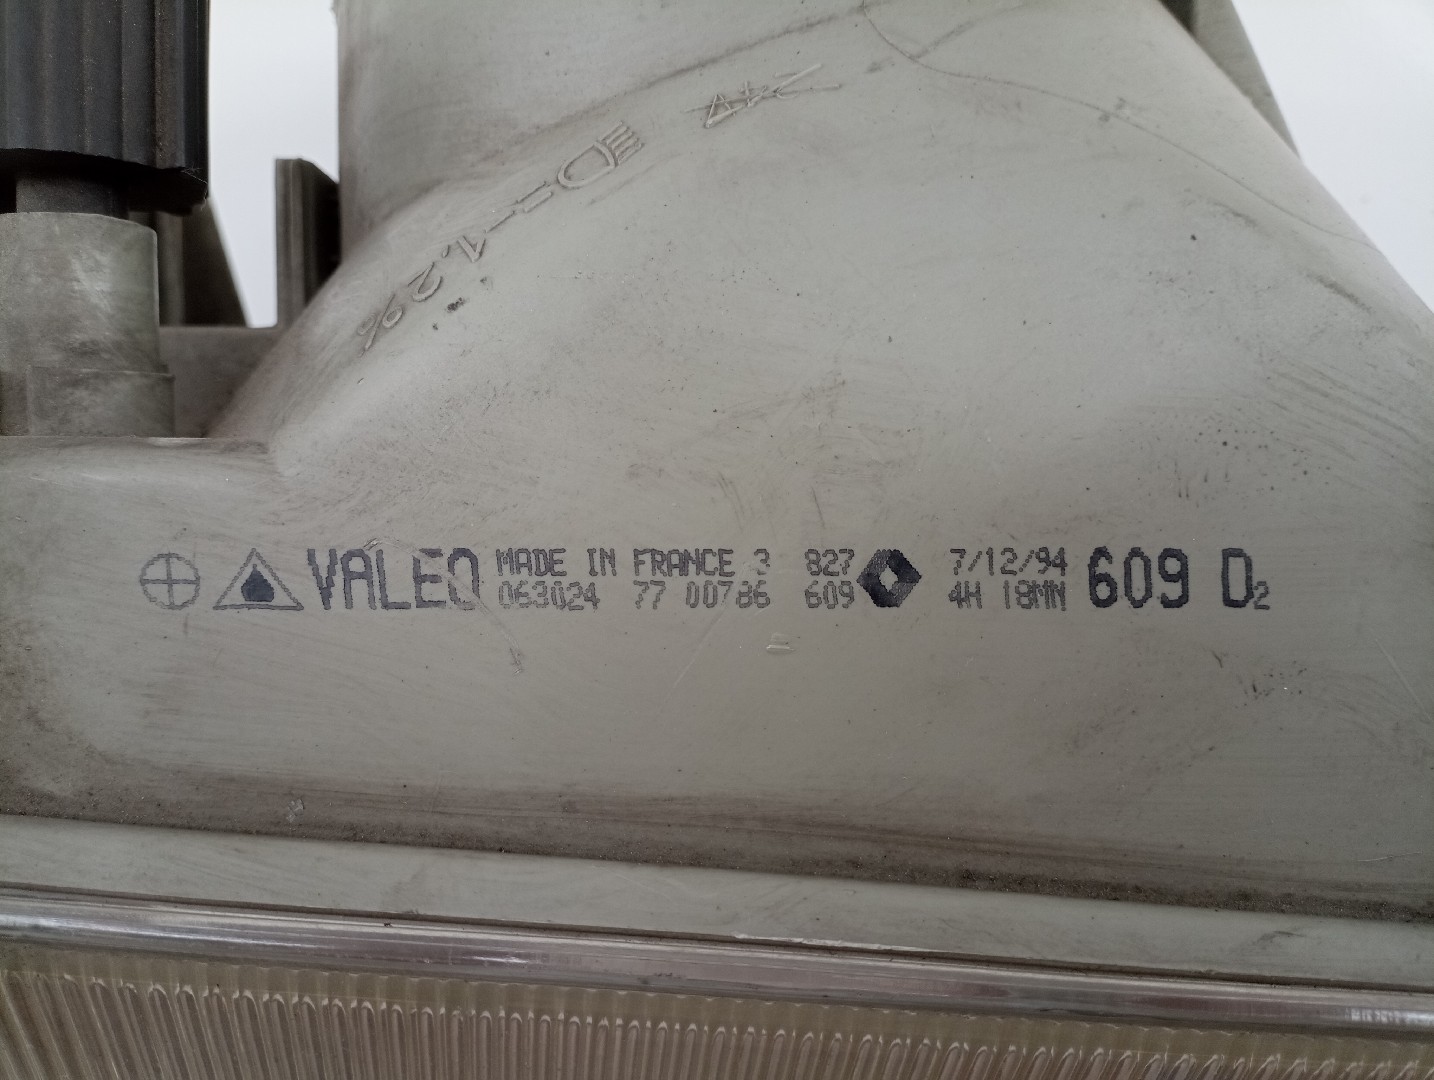 1,2%
VALEO MADE IN FRANCE 3 827 7/12/94 609 D2
063024 77 00786 609 4H 18MN